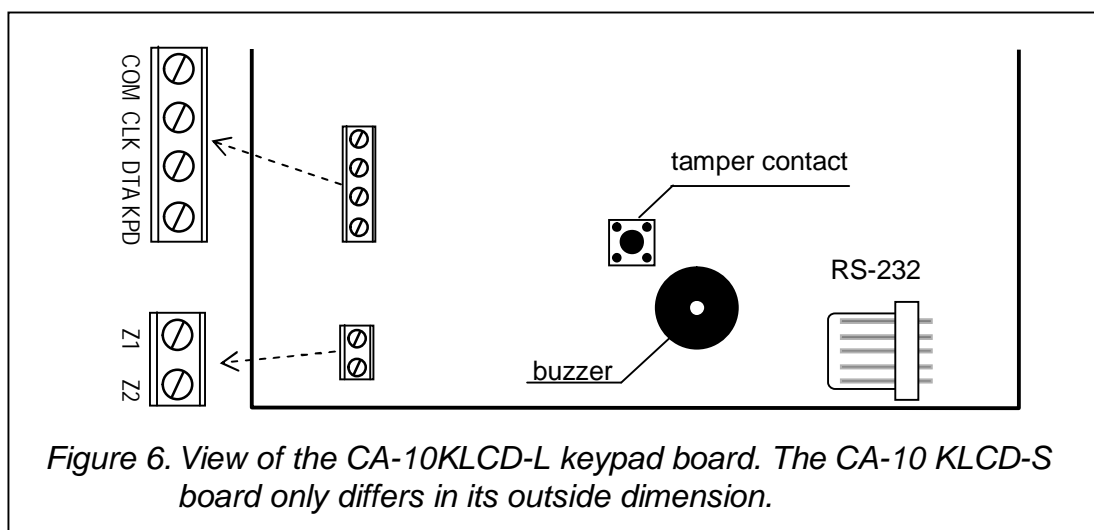 COM CLK DTA KPD
tamper contact
RS-232
Z1
Z2
buzzer
Figure 6. View of the CA-10KLCD-L keypad board. The CA-10 KLCD-S
board only differs in its outside dimension.